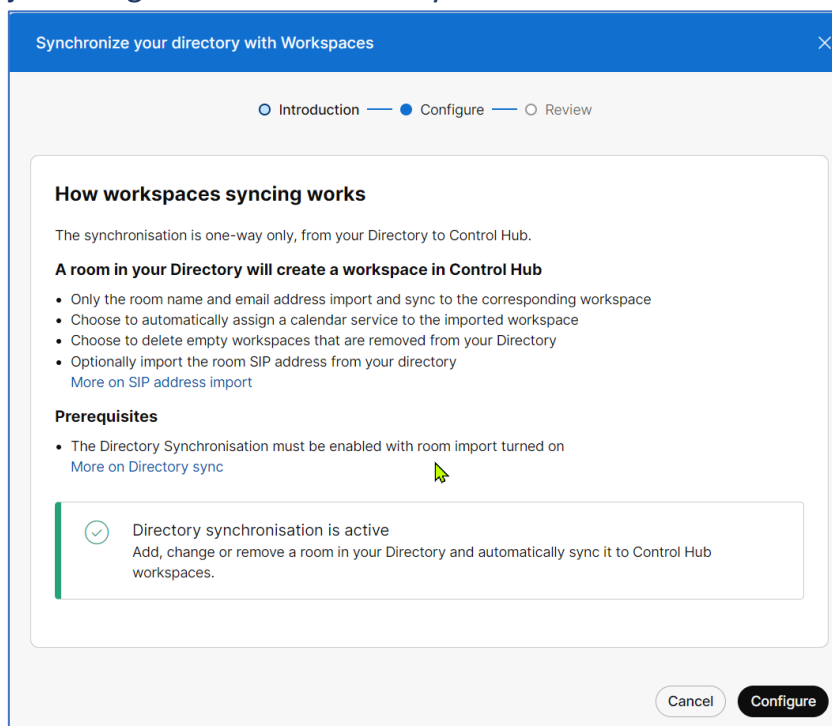 Synchronize your directory with Workspaces
Introduction
Configure
Review
How workspaces syncing works
The synchronisation is one-way only, from your Directory to Control Hub.
A room in your Directory will create a workspace in Control Hub
• Only the room name and email address import and sync to the corresponding workspace
• Choose to automatically assign a calendar service to the imported workspace
• Choose to delete empty workspaces that are removed from your Directory
• Optionally import the room SIP address from your directory
More on SIP address import
Prerequisites
• The Directory Synchronisation must be enabled with room import turned on
More on Directory sync
Directory synchronisation is active
Add, change or remove a room in your Directory and automatically sync it to Control Hub
workspaces.
Cancel
Configure